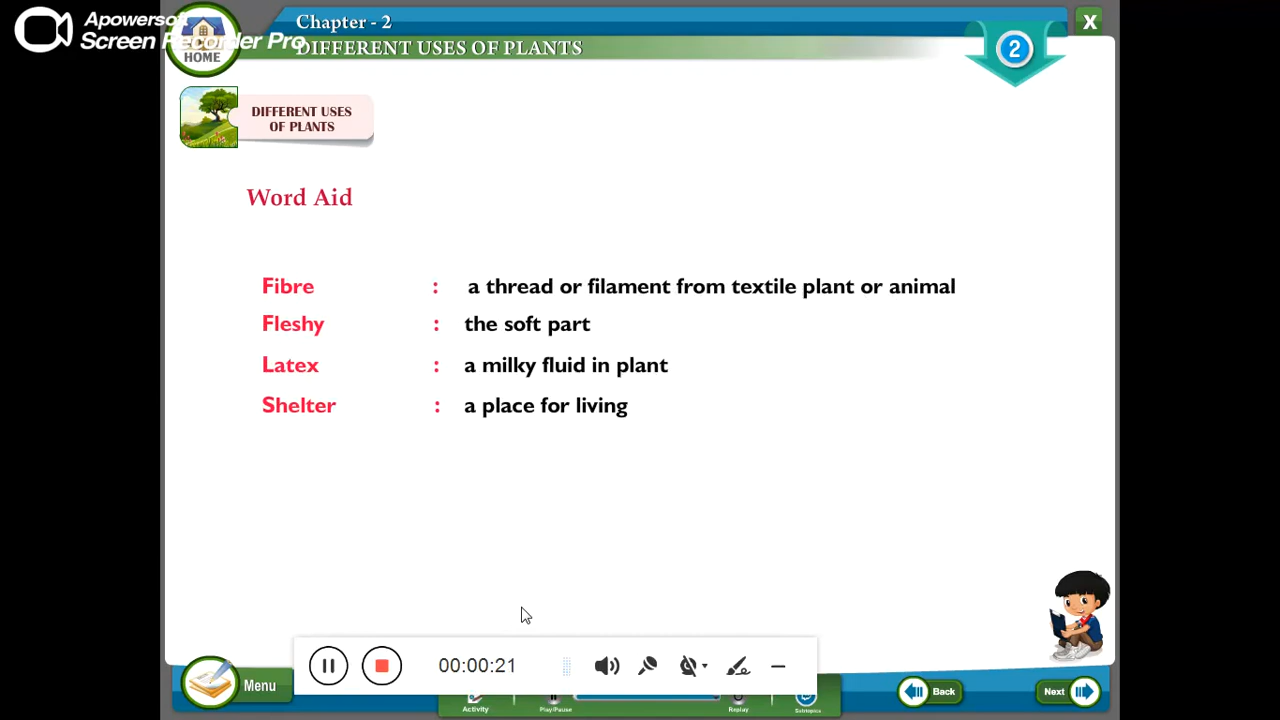 Apowersoft
Screen Recorder Pro
Chapter - 2
X
HOME
DIFFERENT USES OF PLANTS
2
DIFFERENT USES
OF PLANTS
Word Aid
Fibre : a thread or filament from textile plant or animal
Fleshy : the soft part
Latex : a milky fluid in plant
Shelter : a place for living
00:00:21
Menu
Activity
Play/Pause
Replay
Subtopics
Back
Next